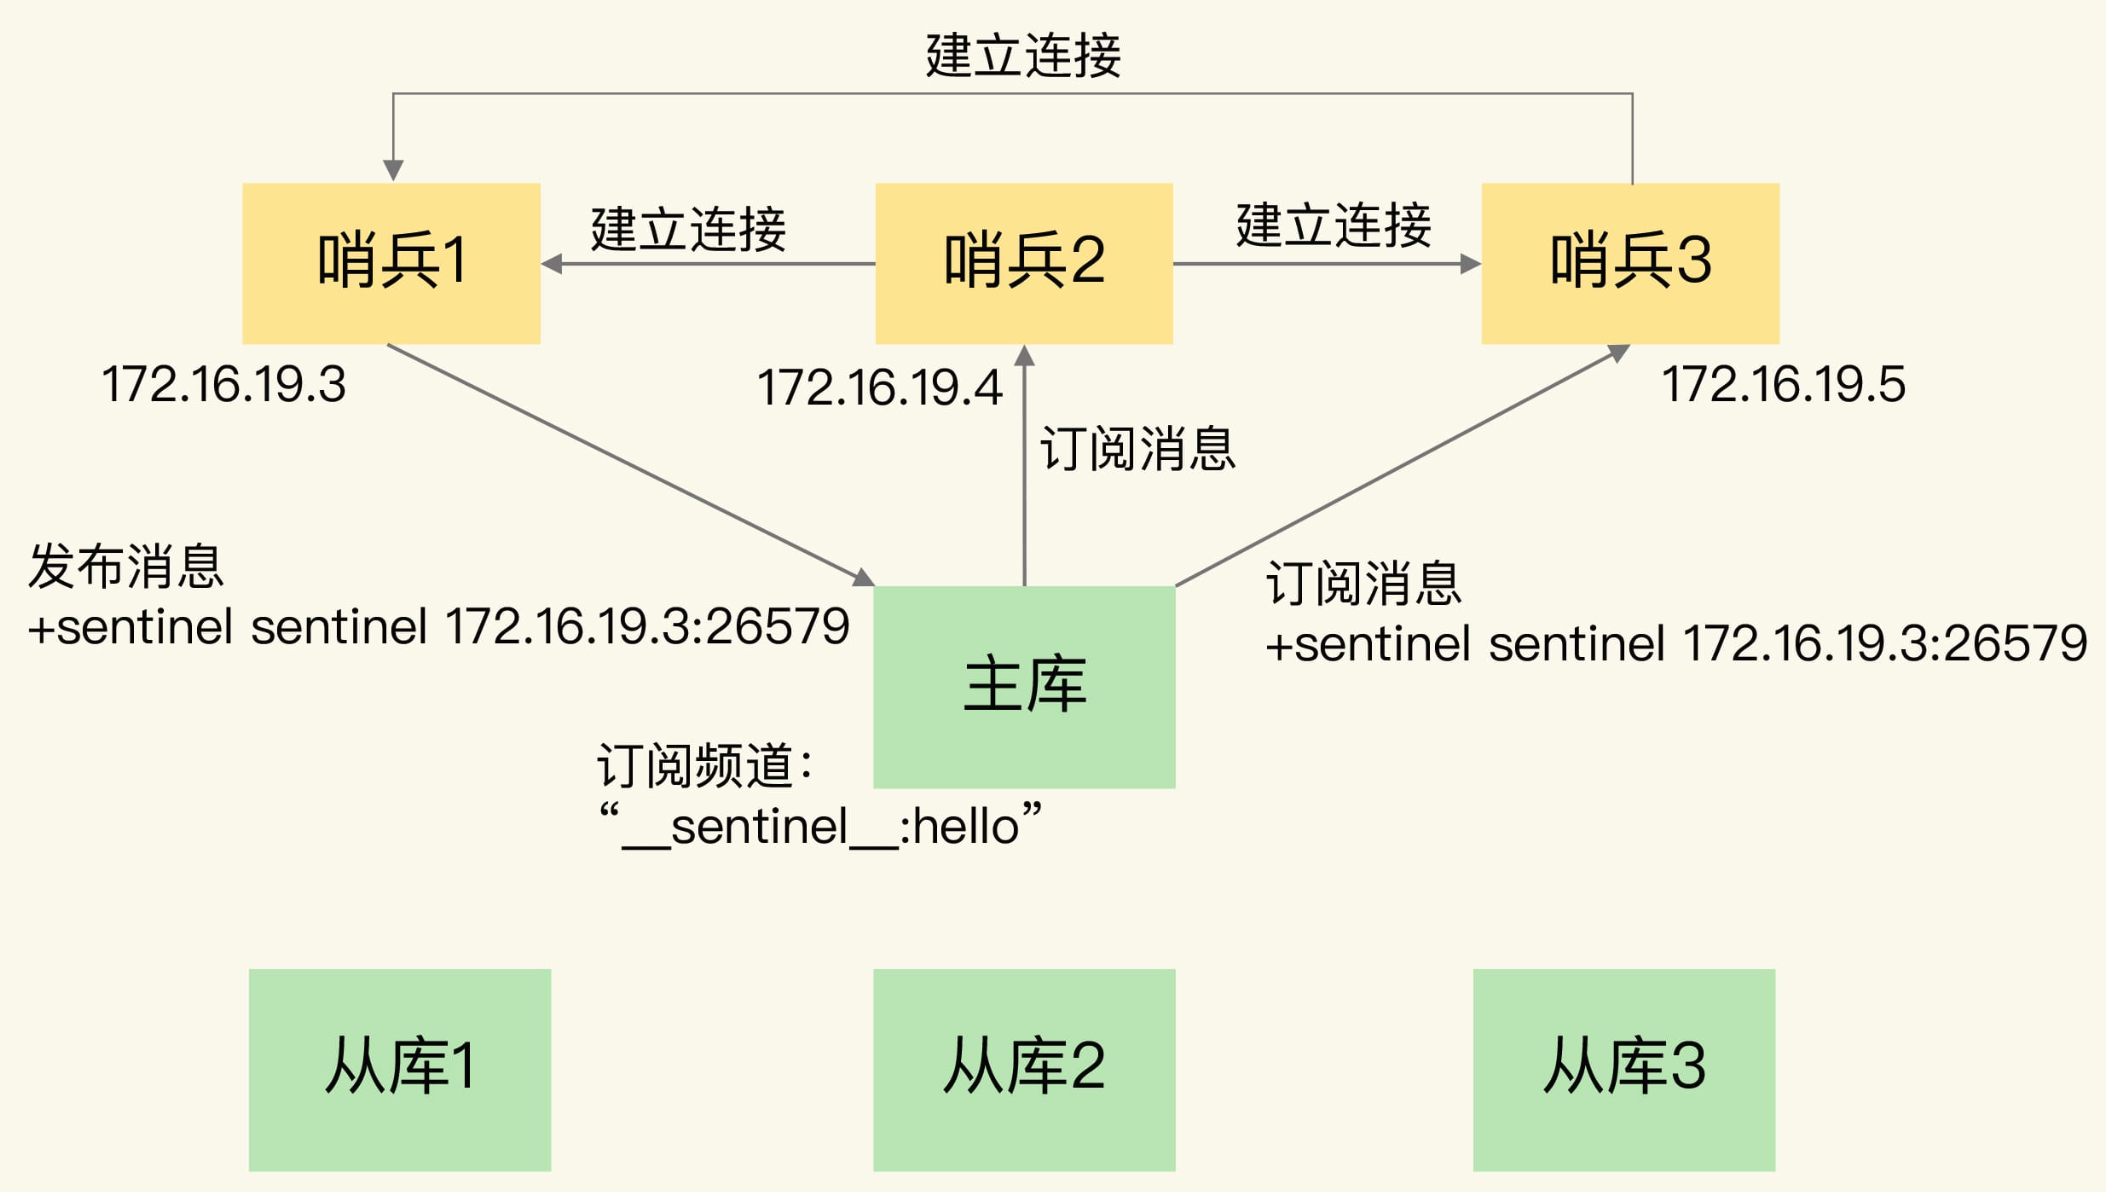 建立连接
哨兵1
建立连接
哨兵2
建立连接
哨兵3
172.16.19.3
172.16.19.4
172.16.19.5
订阅消息
发布消息
+sentinel sentinel 172.16.19.3:26579
订阅消息
+sentinel sentinel 172.16.19.3:26579
主库
订阅频道：
“__sentinel__:hello”
从库1
从库2
从库3